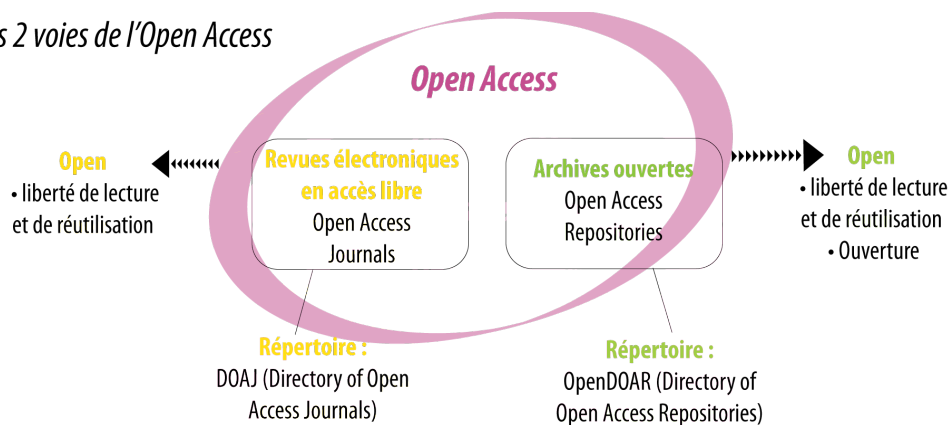 s 2 voies de l'Open Access
Open Access
Open
• liberté de lecture
et de réutilisation
Revues électroniques
en accès libre
Open Access
Journals
Archives ouvertes
Open Access
Repositories
Open
• liberté de lecture
et de réutilisation
• Ouverture
Répertoire :
DOAJ (Directory of Open
Access Journals)
Répertoire :
OpenDOAR (Directory of
Open Access Repositories)